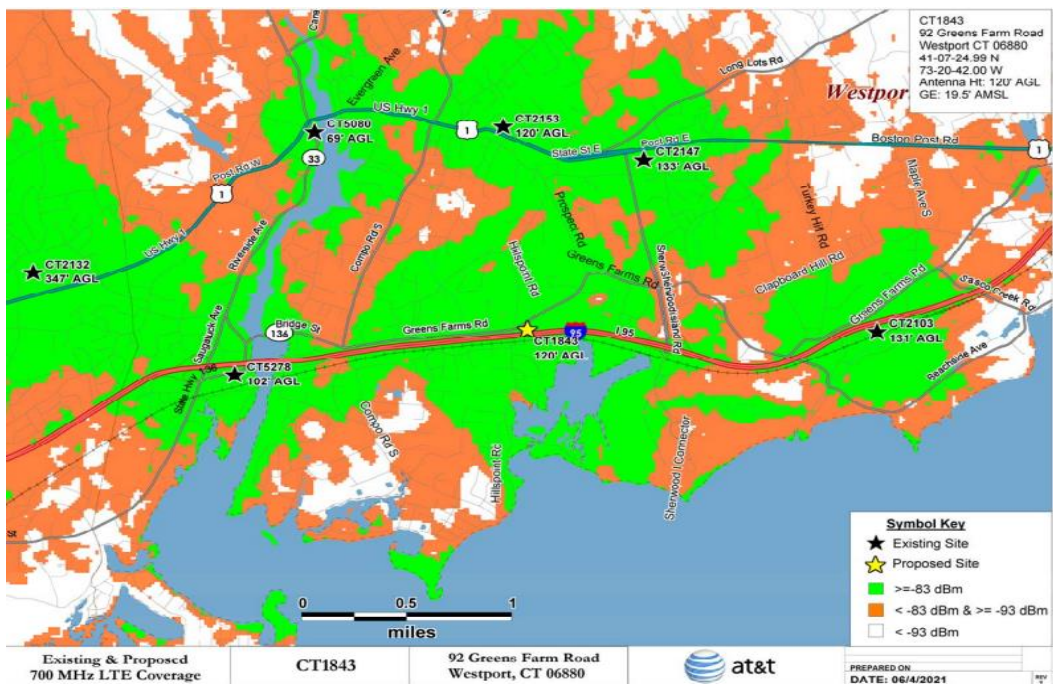 CT1843
92 Greens Farm Road
Westport CT 06880
41-07-24.99 N
73-20-42.00 W
Antenna Ht: 120' AGL
GE: 19.5' AMSL
Westpor
Cane
Evergreen Ave
Long Lots Rd
US Hwy 1
CT5080
69' AGL
CT2153
120' AGL
1
State St E
Post Rd E
CT2147
133' AGL
Boston Post Rd
1
33
Post Rd W
1
Maple Ave S
US Hwy 1
Riverside Ave
Compo Rd S
Prospect Rd
Turkey Hill Rd
CT2132
347' AGL
Hillspoint Rd
Greens Farms Rd
Sherwood Island Rd
Clapboard Hill Rd
Greens Farms Rd
Sasco Creek Rd
Saugatuck Ave
136
Bridge St
Greens Farms Rd
CT1843
120' AGL
95
I 95
CT2103
131' AGL
Beachside Ave
State Hwy 136
CT5278
102' AGL
Compo Rd S
Hillspoint Rc
Sherwood I Connector
St
0
0.5
1
miles
Symbol Key
Existing Site
Proposed Site
>=-83 dBm
< -83 dBm & >= -93 dBm
< -93 dBm
Existing & Proposed
700 MHz LTE Coverage
CT1843
92 Greens Farm Road
Westport, CT 06880
at&t
PREPARED ON
DATE: 06/4/2021
REV